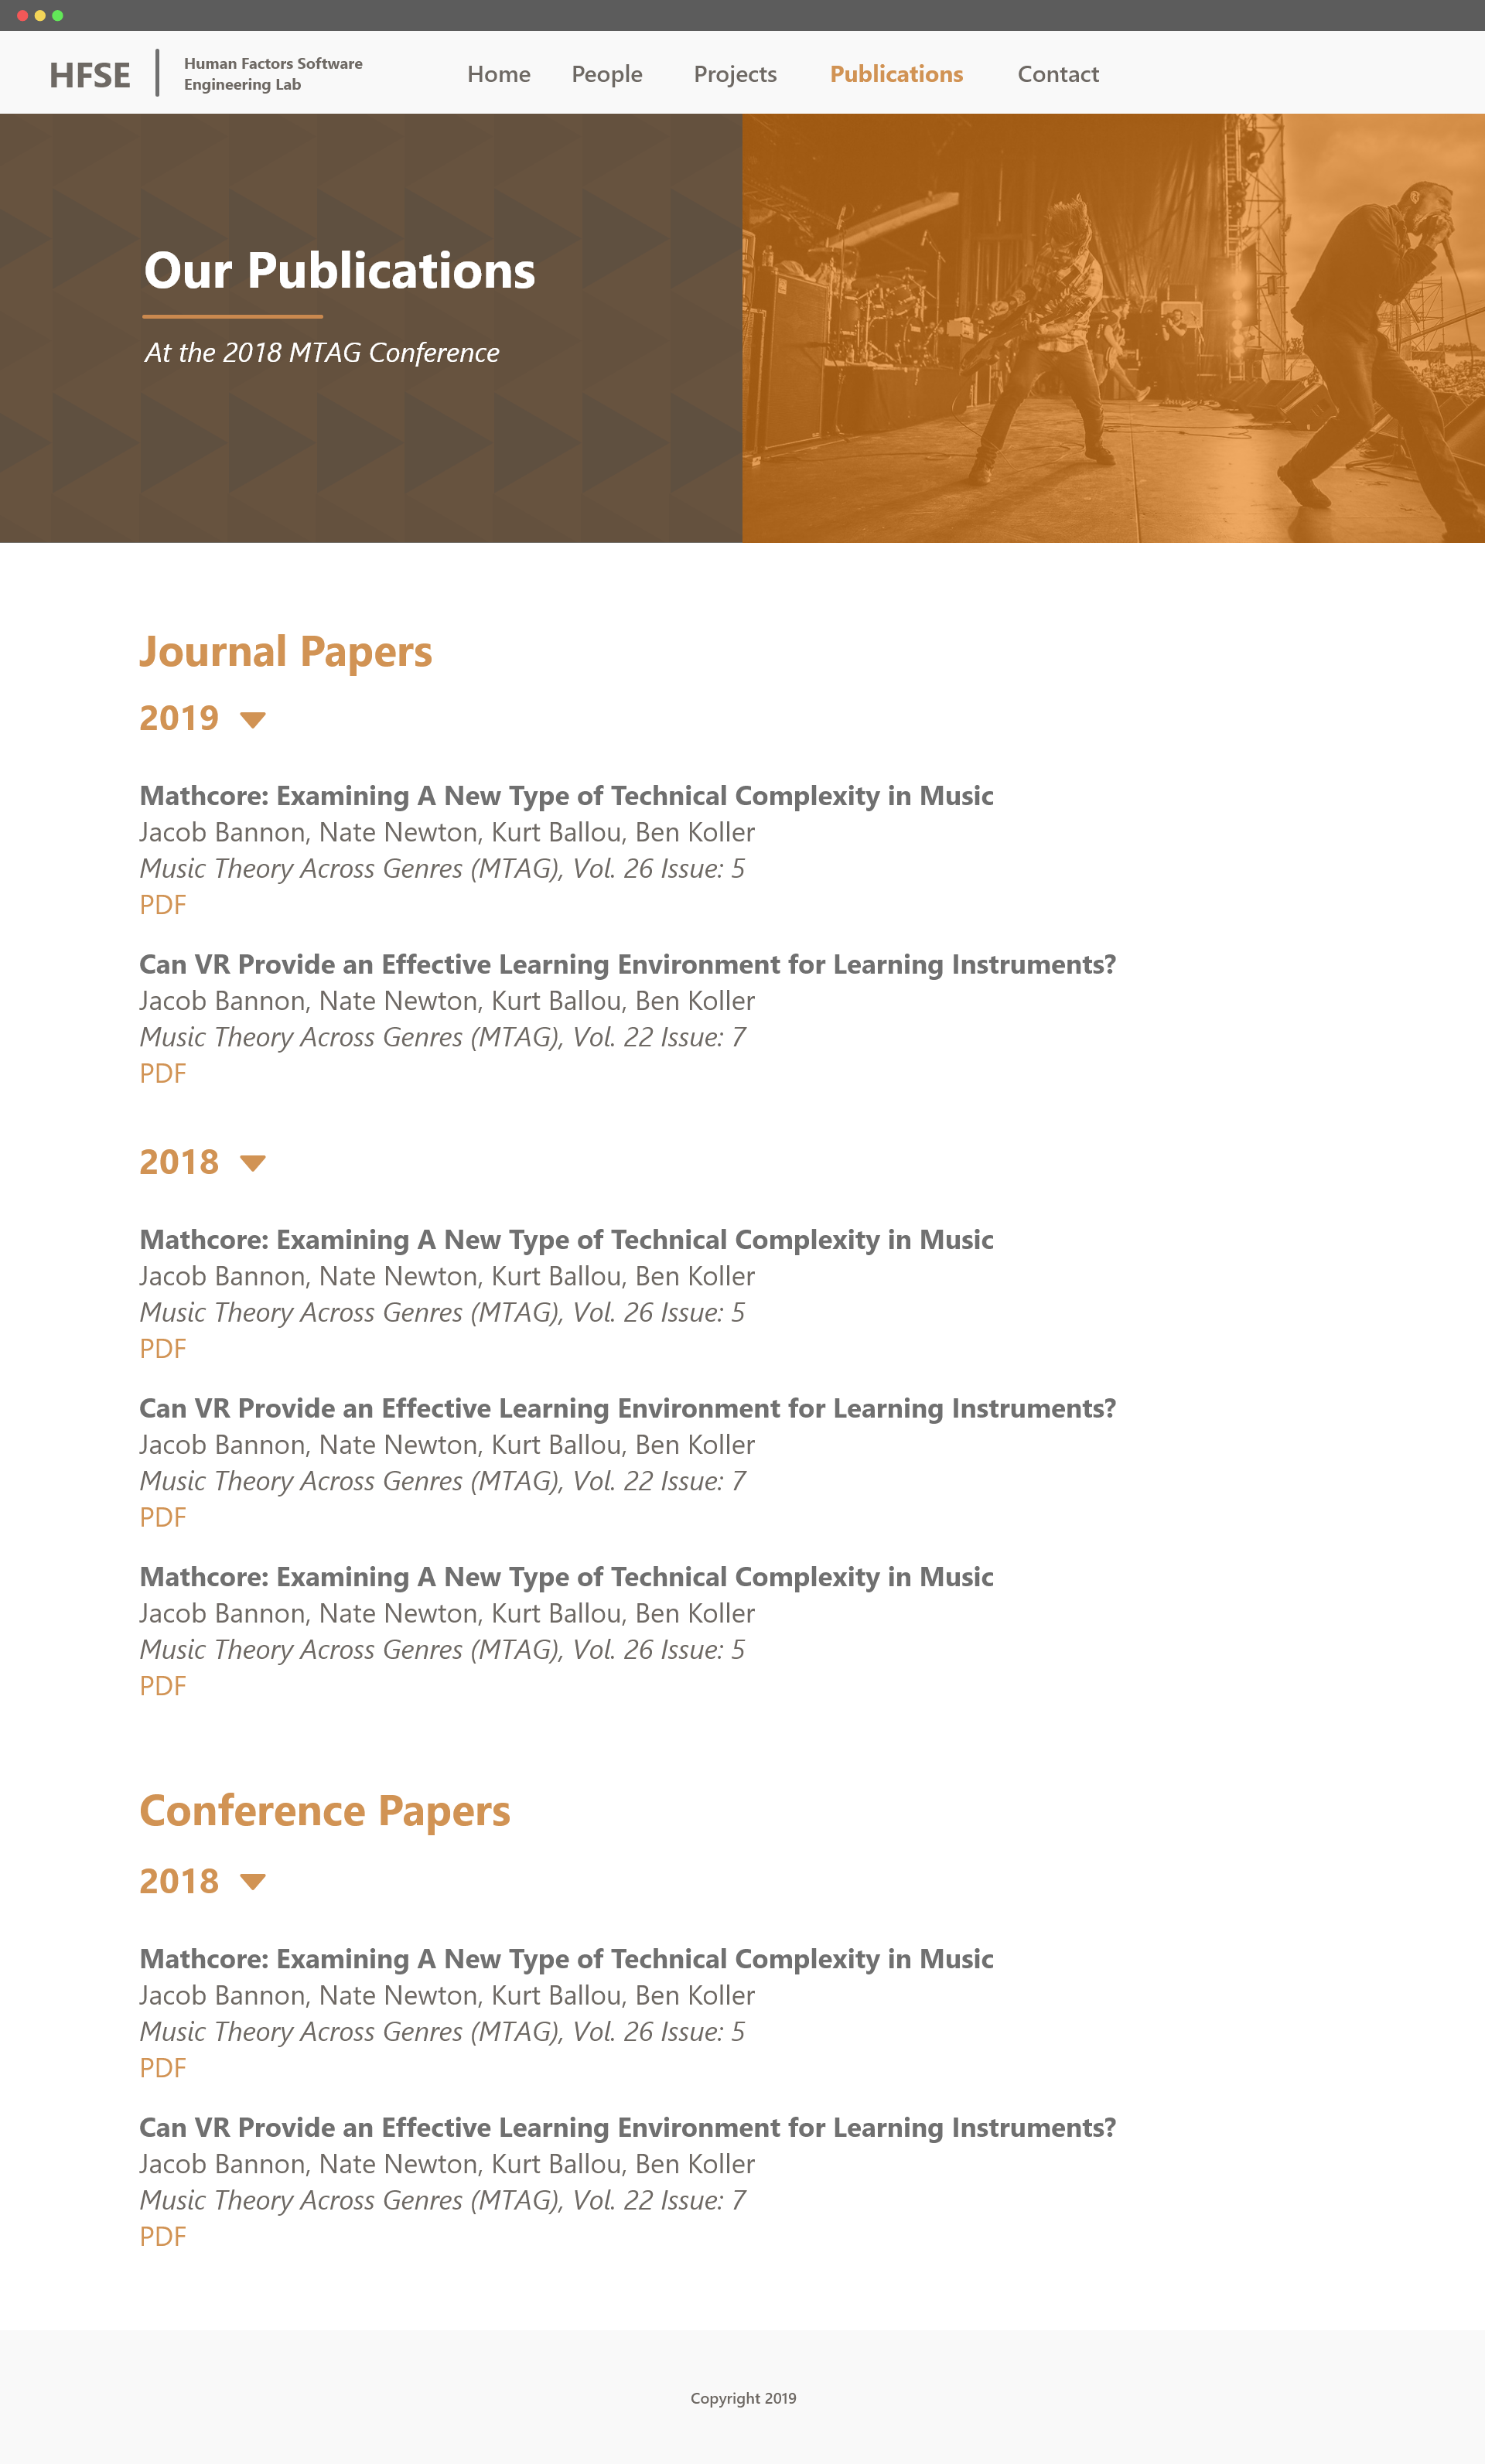 HFSE
Human Factors Software
Engineering Lab
Home People Projects Publications Contact
Our Publications
At the 2018 MTAG Conference
Journal Papers
2019
Mathcore: Examining A New Type of Technical Complexity in Music
Jacob Bannon, Nate Newton, Kurt Ballou, Ben Koller
Music Theory Across Genres (MTAG), Vol. 26 Issue: 5
PDF
Can VR Provide an Effective Learning Environment for Learning Instruments?
Jacob Bannon, Nate Newton, Kurt Ballou, Ben Koller
Music Theory Across Genres (MTAG), Vol. 22 Issue: 7
PDF
2018
Mathcore: Examining A New Type of Technical Complexity in Music
Jacob Bannon, Nate Newton, Kurt Ballou, Ben Koller
Music Theory Across Genres (MTAG), Vol. 26 Issue: 5
PDF
Can VR Provide an Effective Learning Environment for Learning Instruments?
Jacob Bannon, Nate Newton, Kurt Ballou, Ben Koller
Music Theory Across Genres (MTAG), Vol. 22 Issue: 7
PDF
Mathcore: Examining A New Type of Technical Complexity in Music
Jacob Bannon, Nate Newton, Kurt Ballou, Ben Koller
Music Theory Across Genres (MTAG), Vol. 26 Issue: 5
PDF
Conference Papers
2018
Mathcore: Examining A New Type of Technical Complexity in Music
Jacob Bannon, Nate Newton, Kurt Ballou, Ben Koller
Music Theory Across Genres (MTAG), Vol. 26 Issue: 5
PDF
Can VR Provide an Effective Learning Environment for Learning Instruments?
Jacob Bannon, Nate Newton, Kurt Ballou, Ben Koller
Music Theory Across Genres (MTAG), Vol. 22 Issue: 7
PDF
Copyright 2019